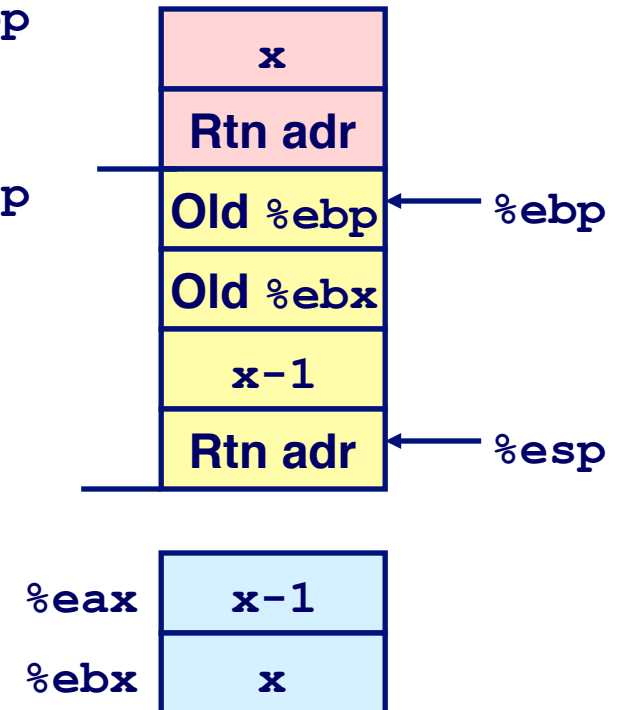 p
x
Rtn adr
p
Old %ebp %ebp
Old %ebx
x-1
Rtn adr %esp
%eax x-1
%ebx x